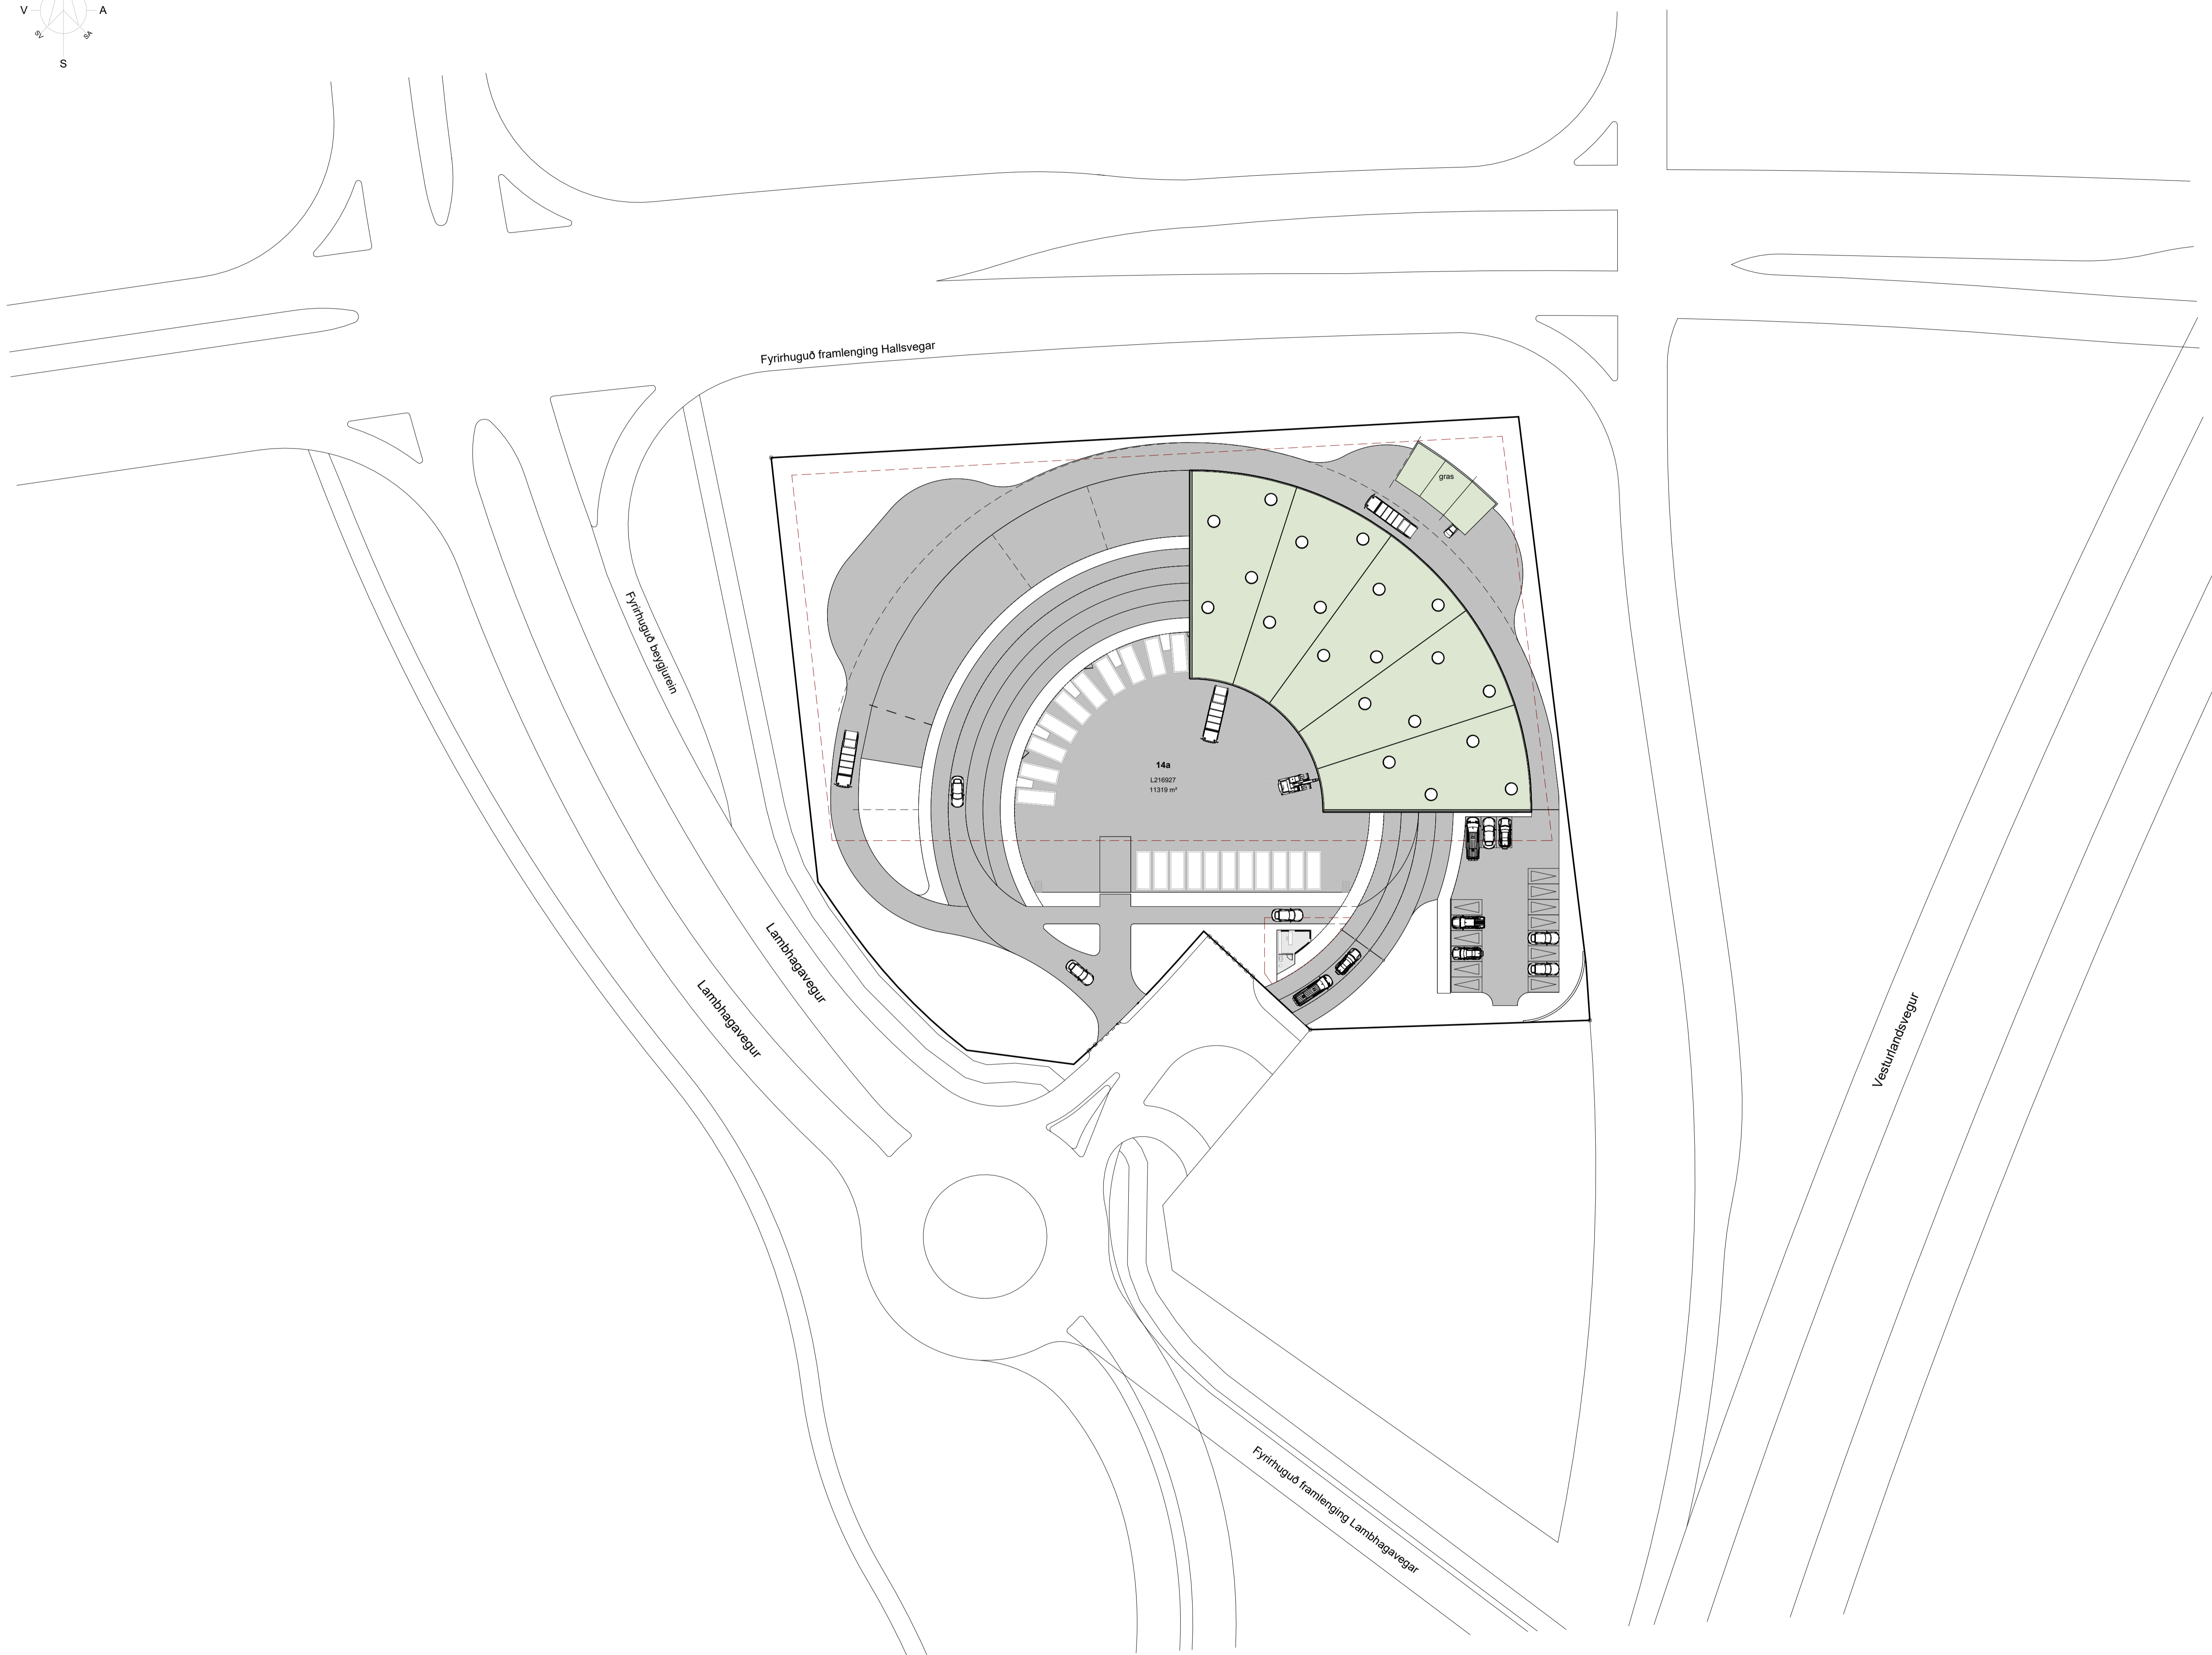 V
A
SV
SA
S
Fyrirhuguð framlenging Hallsvegar
gras
Fyrirhuguð beygjurein
14a
L216927
11319 m²
Lambhagavegur
Lambhagavegur
Vesturlandsvegur
Fyrirhuguð framlenging Lambhagavegar